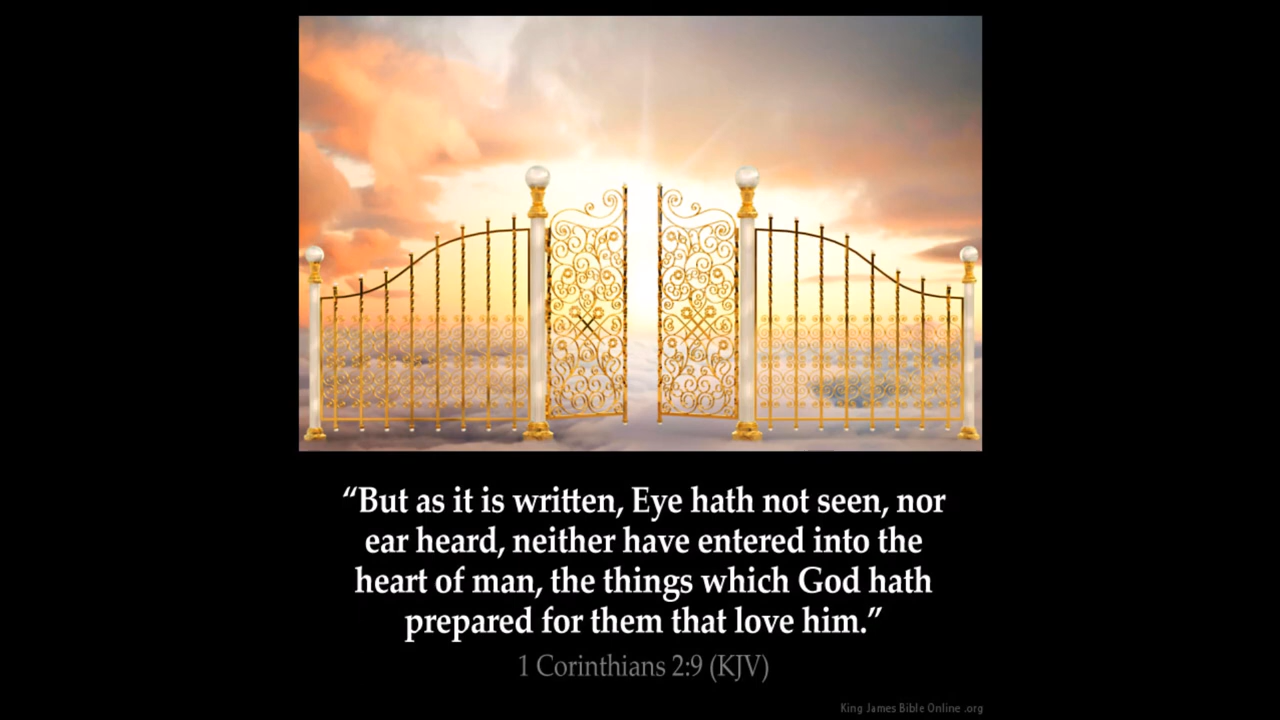 “But as it is written, Eye hath not seen, nor
ear heard, neither have entered into the
heart of man, the things which God hath
prepared for them that love him.”
1 Corinthians 2:9 (KJV)
King James Bible Online .org